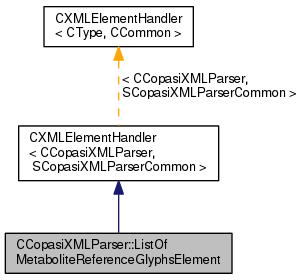 CXMLElementHandler
< CType, CCommon >
< CCopasiXMLParser,
SCopasiXMLParserCommon >
CXMLElementHandler
< CCopasiXMLParser,
SCopasiXMLParserCommon >
CCopasiXMLParser::ListOf
MetaboliteReferenceGlyphsElement